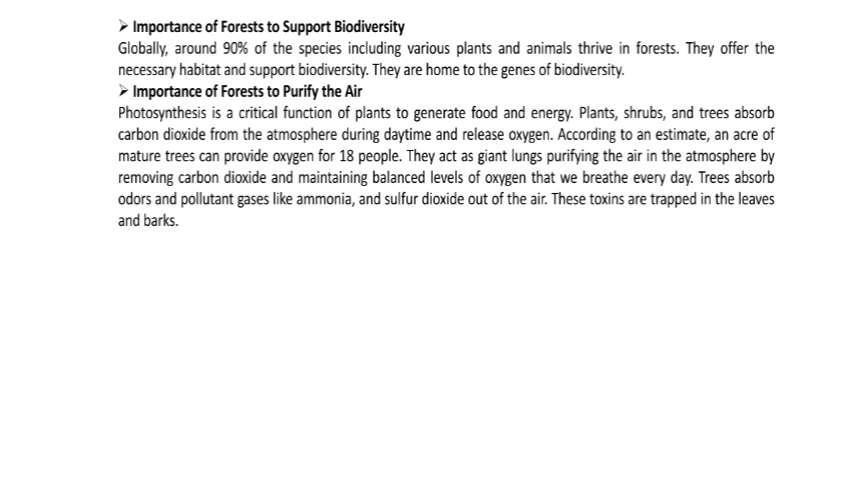 ➢ Importance of Forests to Support Biodiversity
Globally, around 90% of the species including various plants and animals thrive in forests. They offer the
necessary habitat and support biodiversity. They are home to the genes of biodiversity.
➢ Importance of Forests to Purify the Air
Photosynthesis is a critical function of plants to generate food and energy. Plants, shrubs, and trees absorb
carbon dioxide from the atmosphere during daytime and release oxygen. According to an estimate, an acre of
mature trees can provide oxygen for 18 people. They act as giant lungs purifying the air in the atmosphere by
removing carbon dioxide and maintaining balanced levels of oxygen that we breathe every day. Trees absorb
odors and pollutant gases like ammonia, and sulfur dioxide out of the air. These toxins are trapped in the leaves
and barks.